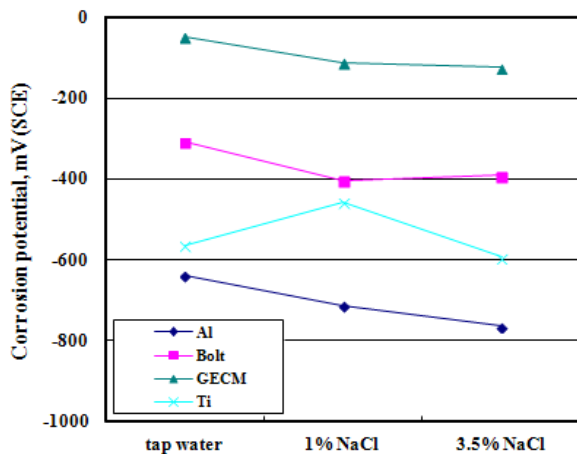 Corrosion potential, mV (SCE)
0
-200
-400
-600
-800
-1000
Al
Bolt
GECM
Ti
tap water
1% NaCl
3.5% NaCl